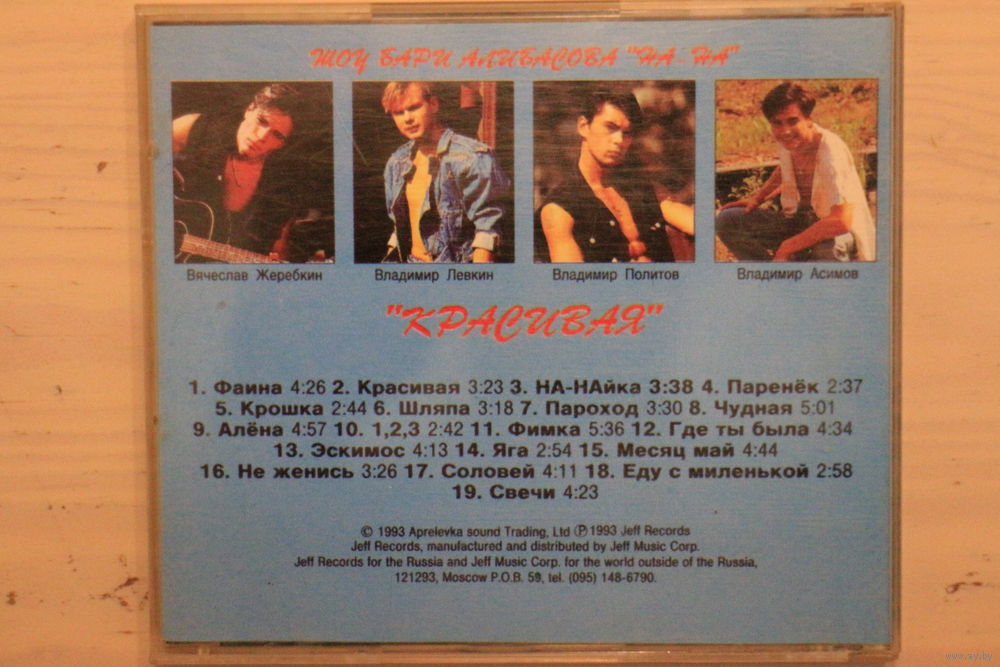 ШОУ БАРИ АЛИБАСОВА "НА-НА"
Вячеслав Жеребкин
Владимир Левкин
Владимир Политов
Владимир Асимов
"КРАСИВАЯ"
1. Фаина 4:26 2. Красивая 3:23 3. НА-НАйка 3:38 4. Паренёк 2:37
5. Крошка 2:44 6. Шляпа 3:18 7. Пароход 3:30 8. Чудная 5:01
9. Алёна 4:57 10. 1,2,3 2:42 11. Фимка 5:36 12. Где ты была 4:34
13. Эскимос 4:13 14. Яга 2:54 15. Месяц май 4:44
16. Не женись 3:26 17. Соловей 4:11 18. Еду с миленькой 2:58
19. Свечи 4:23
© 1993 Aprelevka sound Trading, Ltd ℗ 1993 Jeff Records
Jeff Records, manufactured and distributed by Jeff Music Corp.
Jeff Records for the Russia and Jeff Music Corp. for the world outside of the Russia,
121293, Moscow P.O.B. 59, tel. (095) 148-6790.
www.ay.by